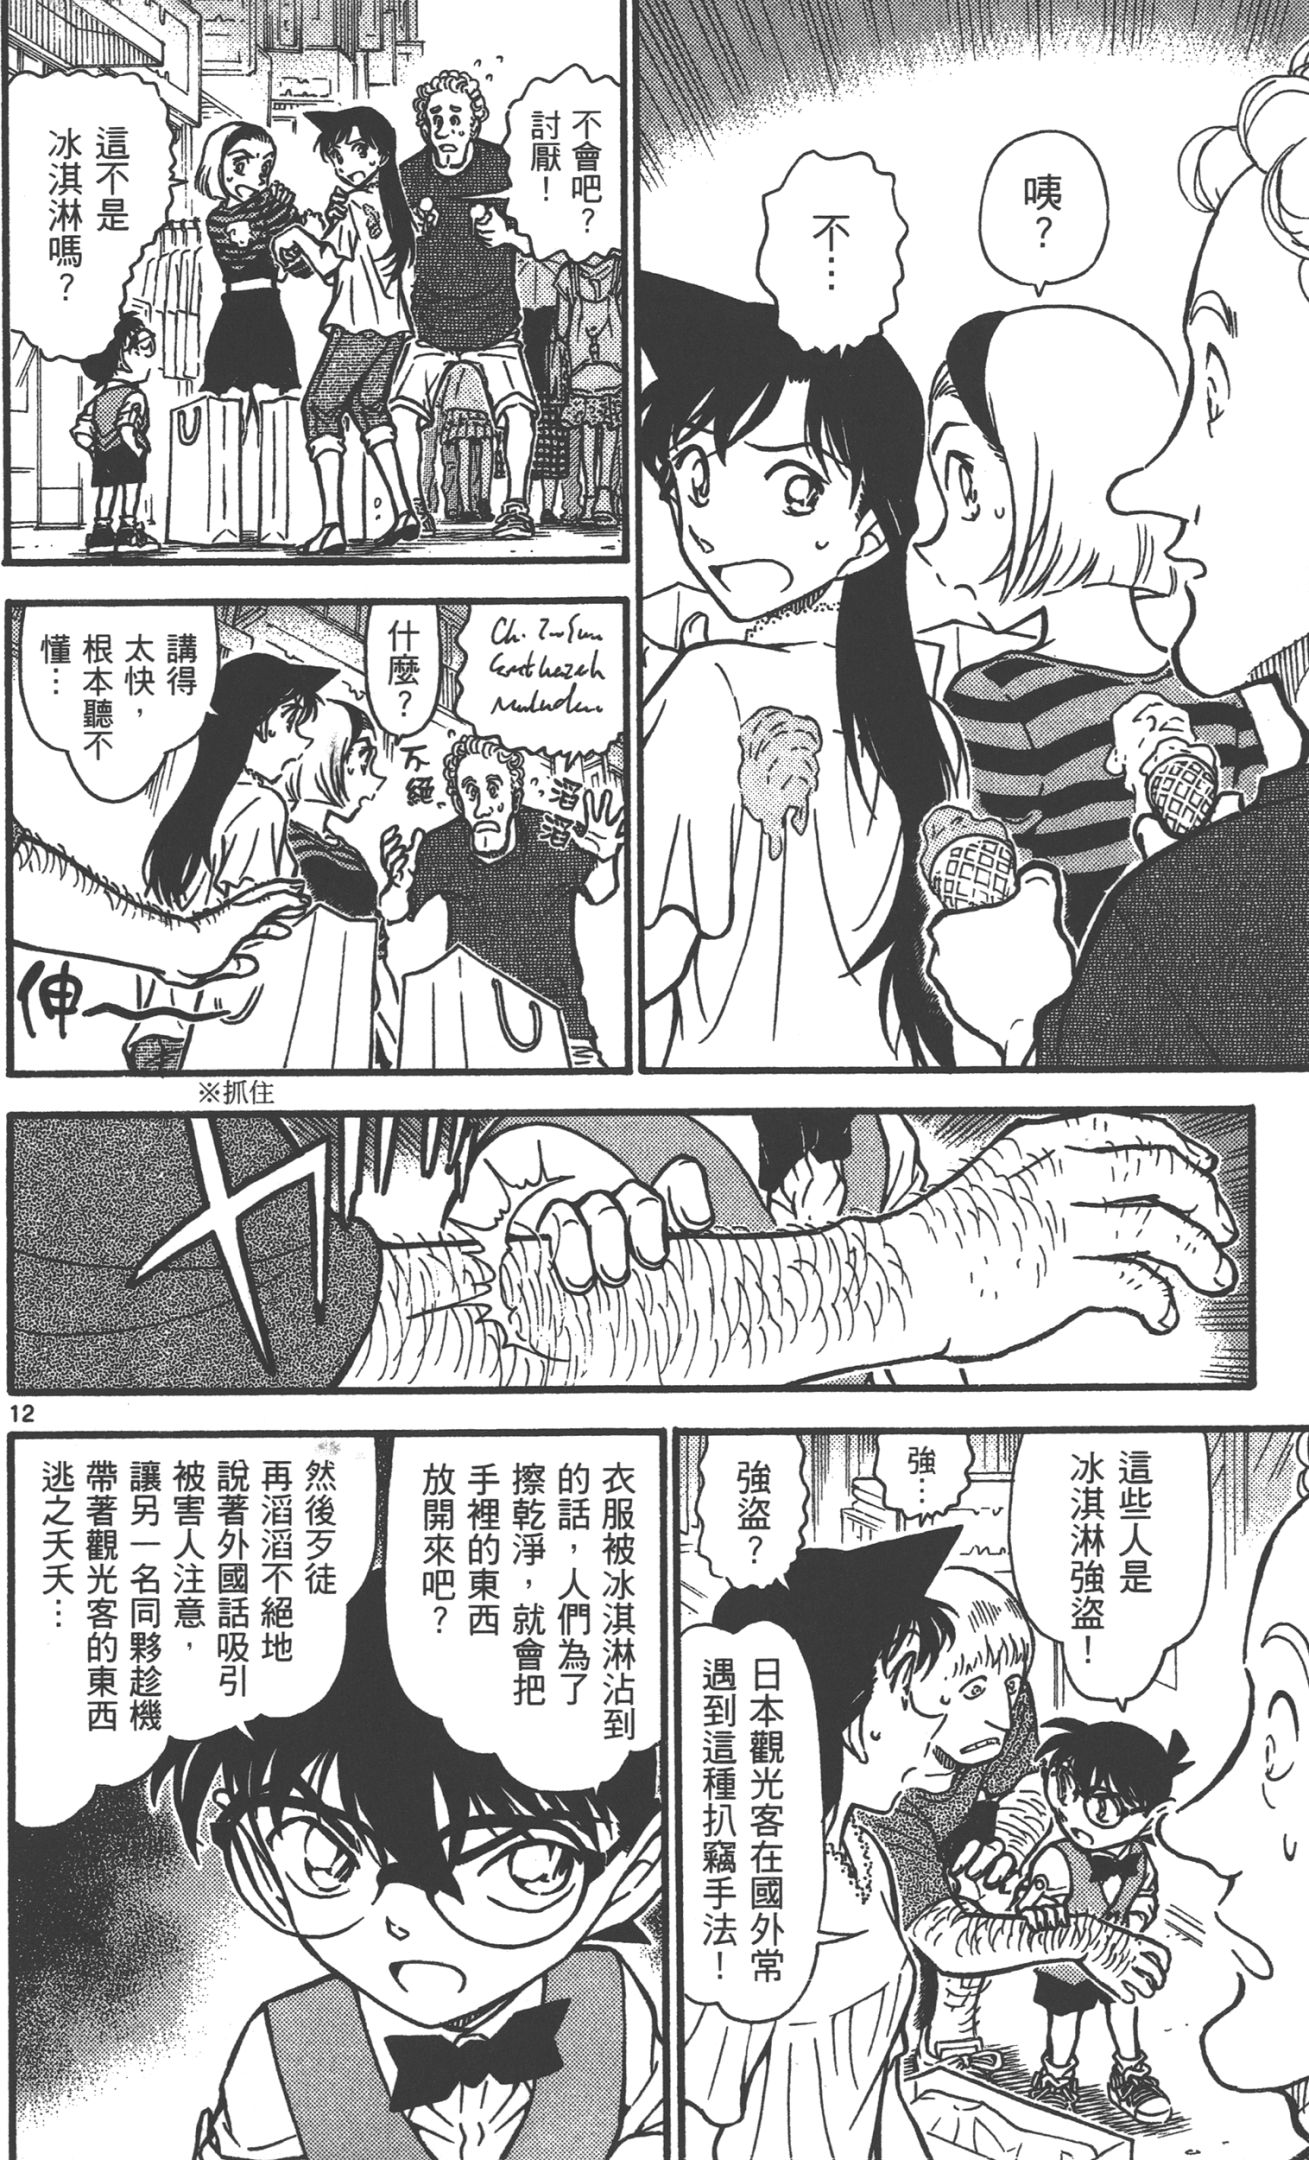 咦？
不…
不會吧？
討厭！
這不是
冰淇淋嗎？
什麼？
滔
滔
不
絕
講得
太快，
根本聽不
懂…
伸
※抓住
12
這些人是
冰淇淋強盜！
強…
強盜？
日本觀光客在國外常
遇到這種扒竊手法！
衣服被冰淇淋沾到
的話，人們為了
擦乾淨，就會把
手裡的東西
放開來吧？
然後歹徒
再滔滔不絕地
說著外國話吸引
被害人注意，
讓另一名同夥趁機
帶著觀光客的東西
逃之夭夭…